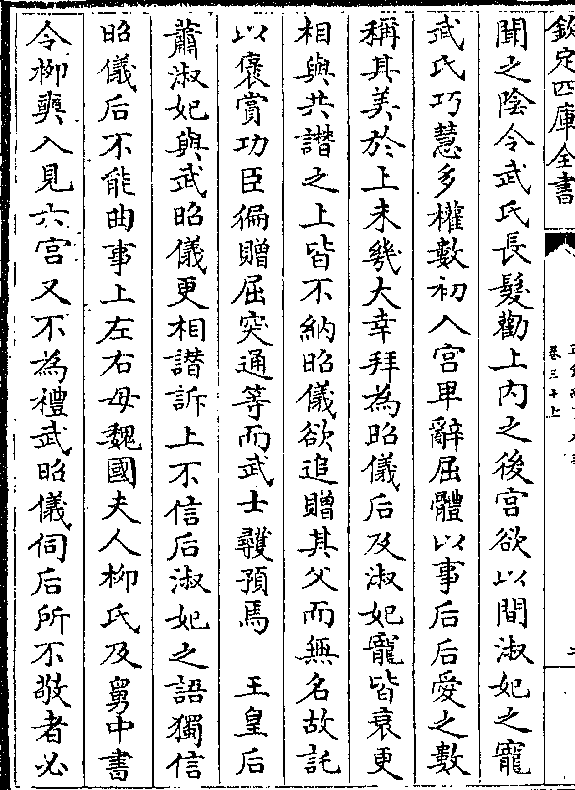 欽定四庫全書
卷三十上
聞之陰令武氏長髮勸上内之後宮欲以間淑妃之寵
武氏巧慧多權數初入宮卑辭屈體以事后后愛之數
稱其美於上未幾大幸拜為昭儀后及淑妃寵皆衰更
相與共譖之上皆不納昭儀欲追贈其父而無名故託
以褒賞功臣徧贈屈突通等而武士彠預焉　王皇后
蕭淑妃與武昭儀更相譖訴上不信后淑妃之語獨信
昭儀后不能曲事上左右母魏國夫人柳氏及舅中書
令柳奭入見六宮又不為禮武昭儀伺后所不敬者必